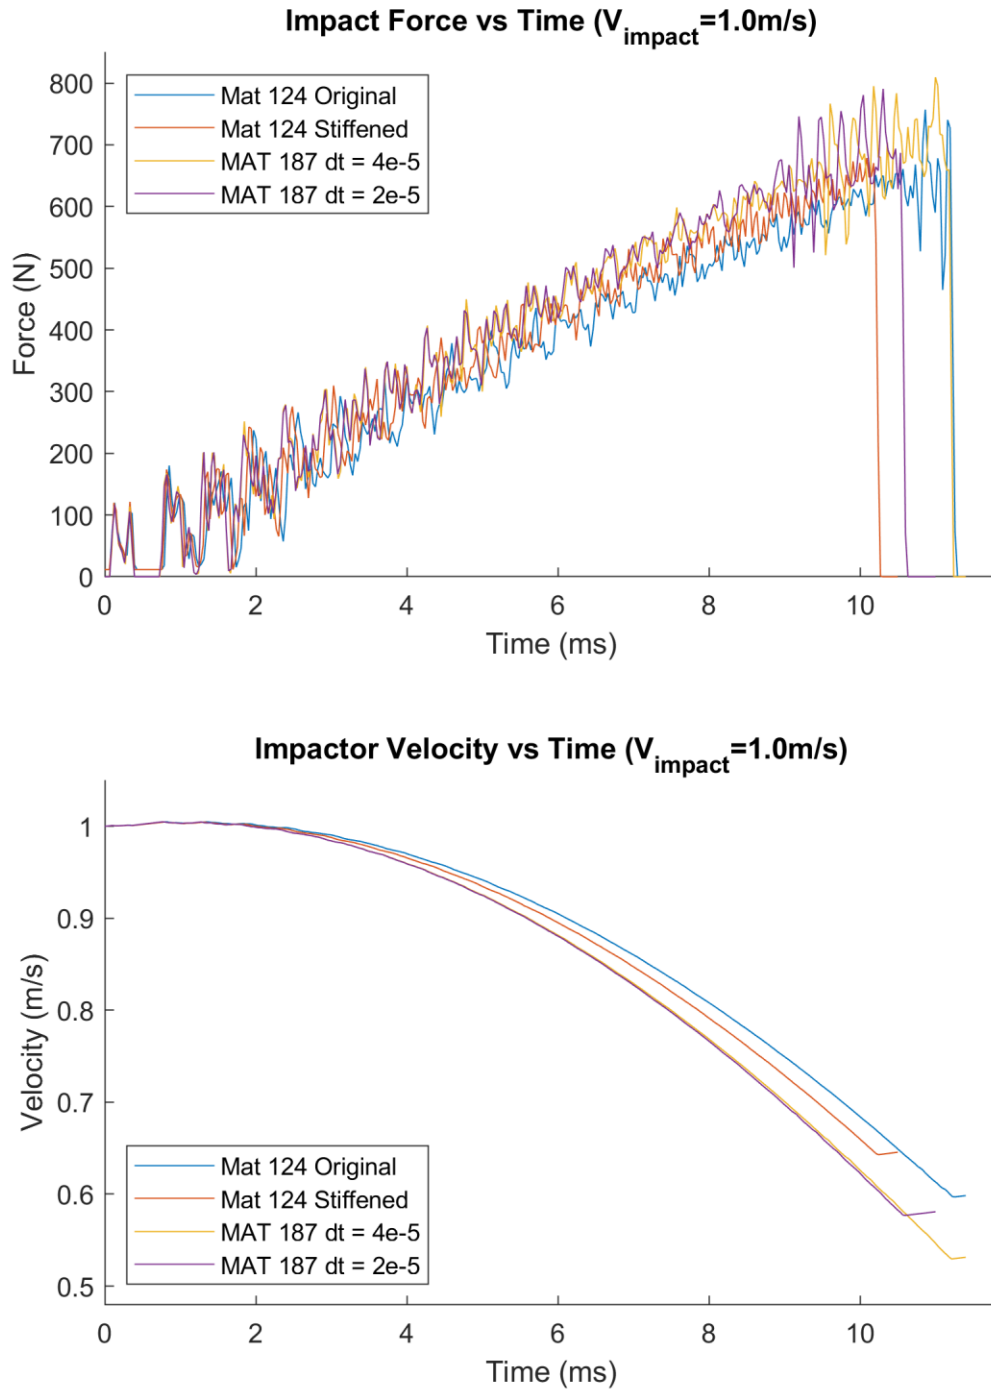 Impact Force vs Time (V_impact=1.0m/s)
800
700
600
500
400
300
200
100
0
Force (N)
Mat 124 Original
Mat 124 Stiffened
MAT 187 dt = 4e-5
MAT 187 dt = 2e-5
0 2 4 6 8 10
Time (ms)
Impactor Velocity vs Time (V_impact=1.0m/s)
1
0.9
0.8
0.7
0.6
0.5
Velocity (m/s)
Mat 124 Original
Mat 124 Stiffened
MAT 187 dt = 4e-5
MAT 187 dt = 2e-5
0 2 4 6 8 10
Time (ms)